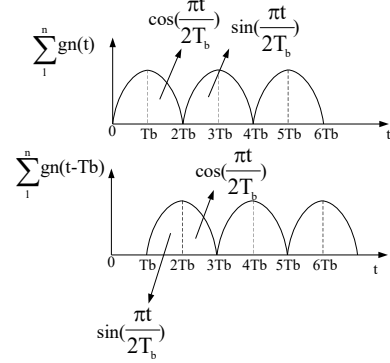 cos(πt/2T_b) sin(πt/2T_b)
n
∑ gn(t)
1
0 Tb 2Tb 3Tb 4Tb 5Tb 6Tb t
n
∑ gn(t-Tb)
1
cos(πt/2T_b)
0 Tb 2Tb 3Tb 4Tb 5Tb 6Tb t
sin(πt/2T_b)